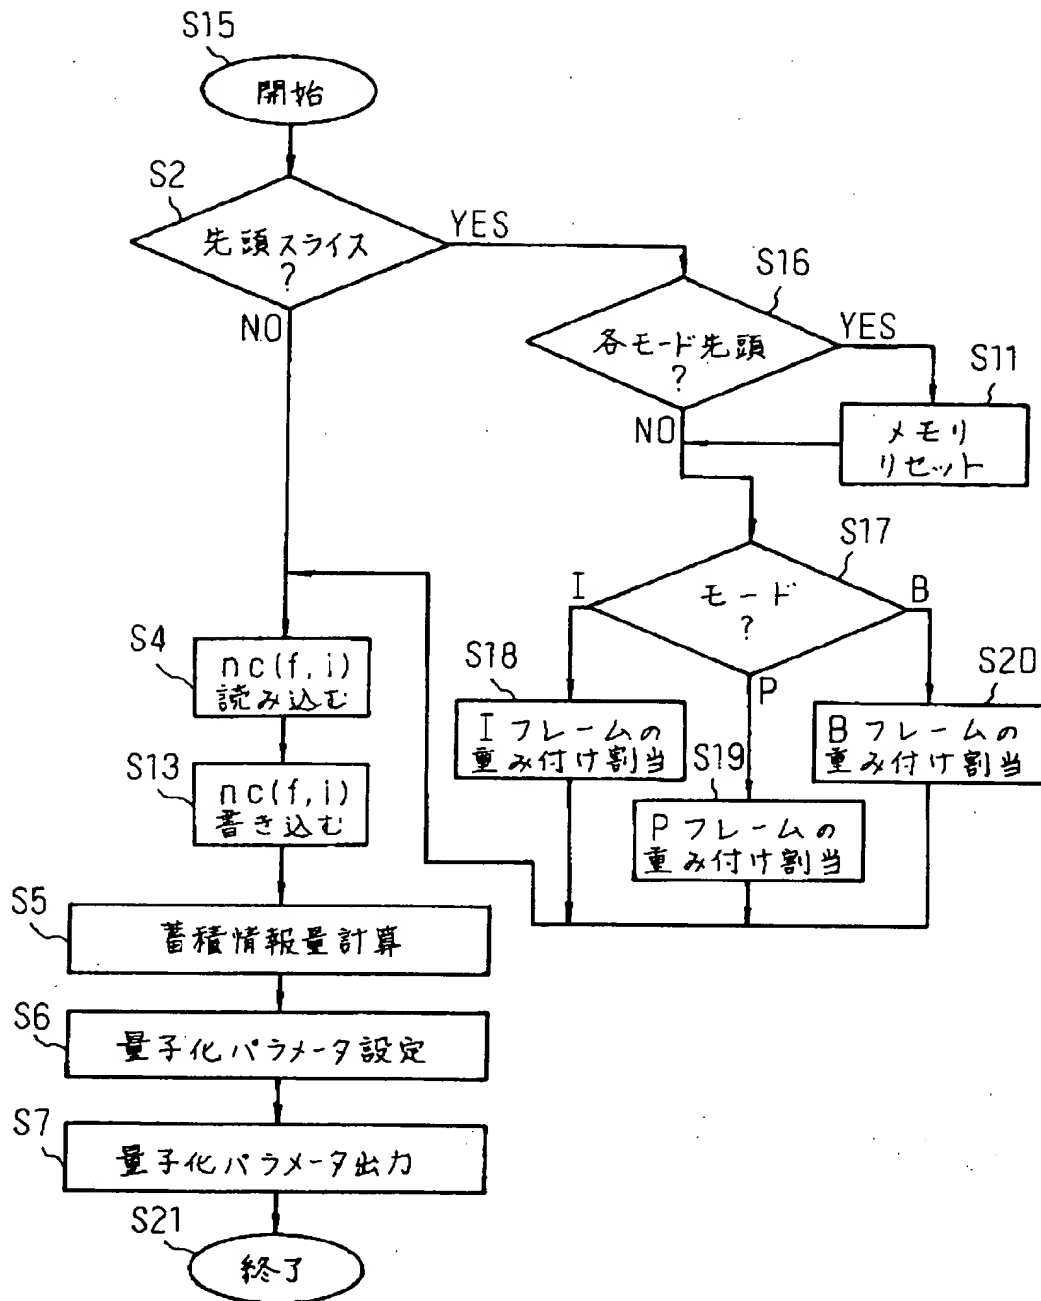 S15
開始
S2
先頭スライス
?
YES
NO
S16
各モード先頭
?
YES
NO
S11
メモリ
リセット
S17
モード
?
I
P
B
S18
Iフレームの
重み付け割当
S19
Pフレームの
重み付け割当
S20
Bフレームの
重み付け割当
S4
nc(f,i)
読み込む
S13
nc(f,i)
書き込む
S5
蓄積情報量計算
S6
量子化パラメータ設定
S7
量子化パラメータ出力
S21
終了